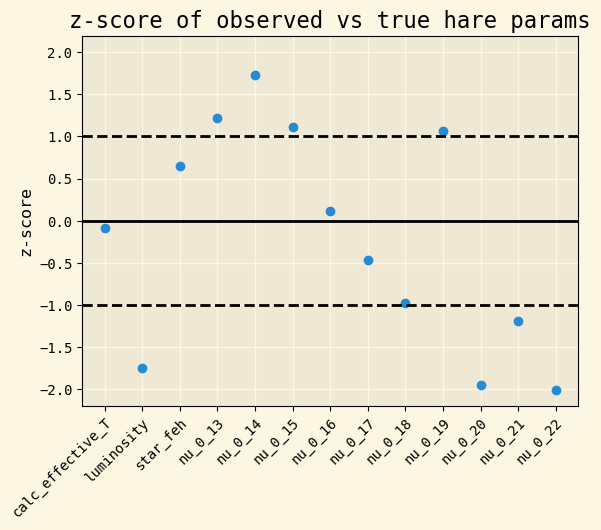 z-score of observed vs true hare params
z-score
2.0
1.5
1.0
0.5
0.0
−0.5
−1.0
−1.5
−2.0
calc_effective_T
luminosity
star_feh
nu_0_13
nu_0_14
nu_0_15
nu_0_16
nu_0_17
nu_0_18
nu_0_19
nu_0_20
nu_0_21
nu_0_22